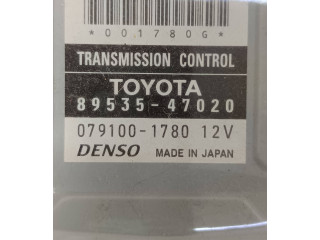 *001780G*
TRANSMISSION CONTROL
TOYOTA
89535-47020
079100-1780 12V
DENSO MADE IN JAPAN